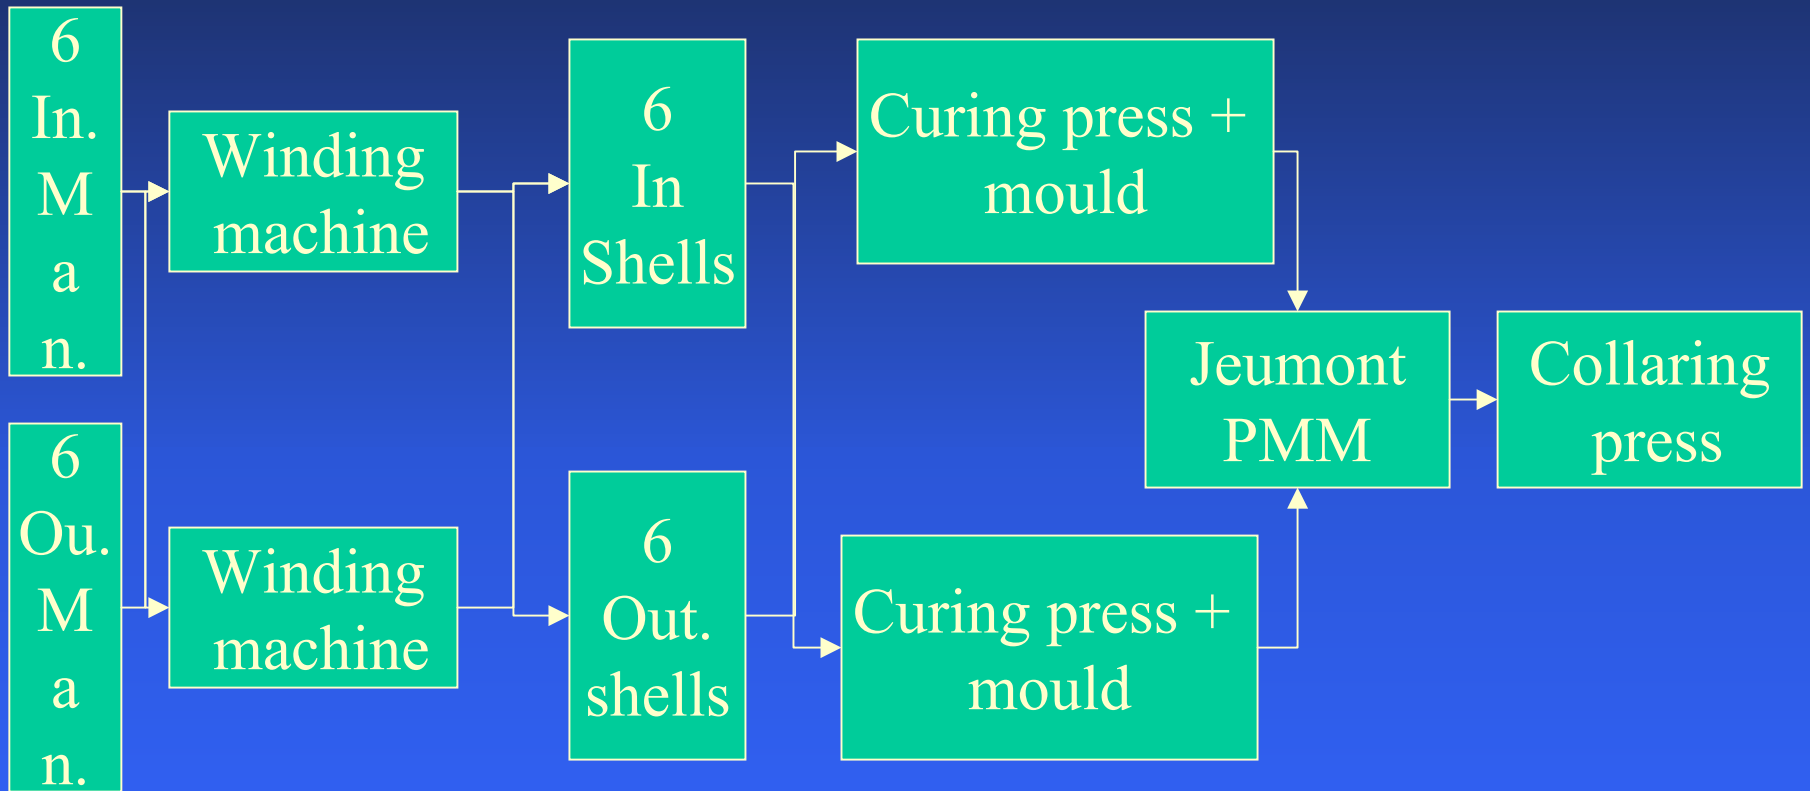 6
In.
M
a
n.
6
Ou.
M
a
n.
Winding
machine
Winding
machine
6
In
Shells
6
Out.
shells
Curing press +
mould
Curing press +
mould
Jeumont
PMM
Collaring
press